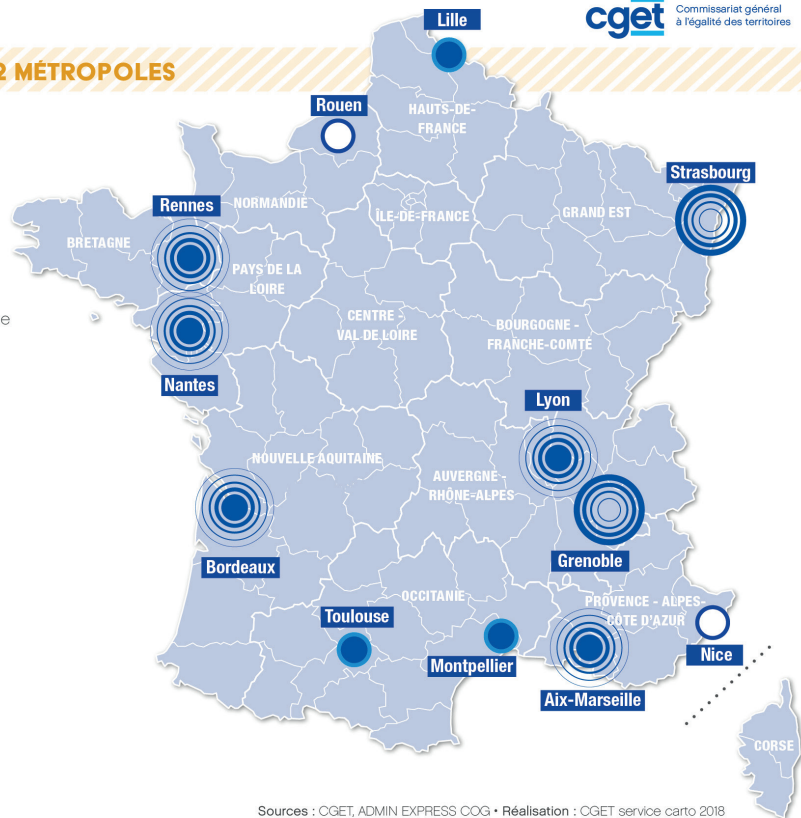 cget
Commissariat général
à l'égalité des territoires
2 MÉTROPOLES
Lille
Rouen
HAUTS-DE-
FRANCE
Strasbourg
Rennes
NORMANDIE
ÎLE-DE-FRANCE
GRAND EST
BRETAGNE
PAYS DE LA
LOIRE
CENTRE -
VAL DE LOIRE
BOURGOGNE -
FRANCHE-COMTÉ
e
Nantes
Lyon
NOUVELLE AQUITAINE
AUVERGNE -
RHÔNE-ALPES
Bordeaux
Grenoble
OCCITANIE
PROVENCE - ALPES-
CÔTE D'AZUR
Toulouse
Montpellier
Nice
Aix-Marseille
CORSE
Sources : CGET, ADMIN EXPRESS COG • Réalisation : CGET service carto 2018